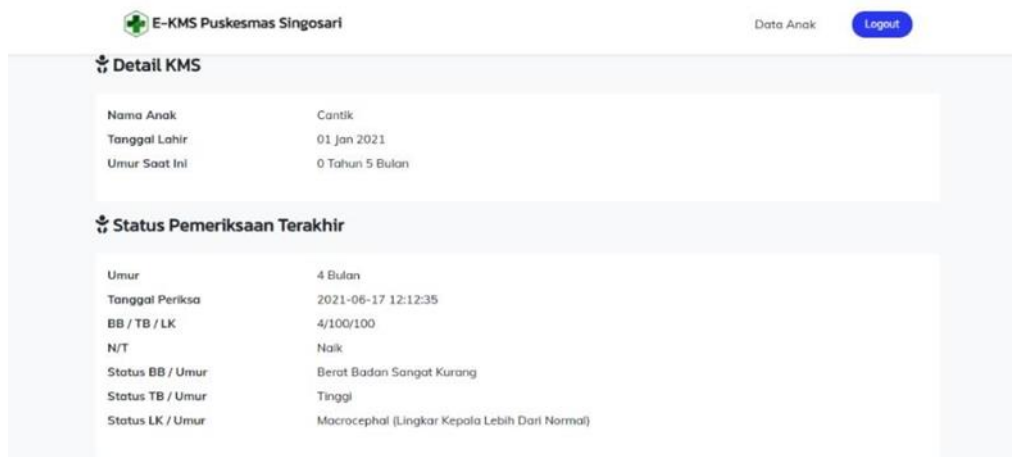 E-KMS Puskesmas Singosari
Data Anak
Logout
Detail KMS
Nama Anak Cantik
Tanggal Lahir 01 Jan 2021
Umur Saat Ini 0 Tahun 5 Bulan
Status Pemeriksaan Terakhir
Umur 4 Bulan
Tanggal Periksa 2021-06-17 12:12:35
BB / TB / LK 4/100/100
N/T Naik
Status BB / Umur Berat Badan Sangat Kurang
Status TB / Umur Tinggi
Status LK / Umur Macrocephal (Lingkar Kepala Lebih Dari Normal)